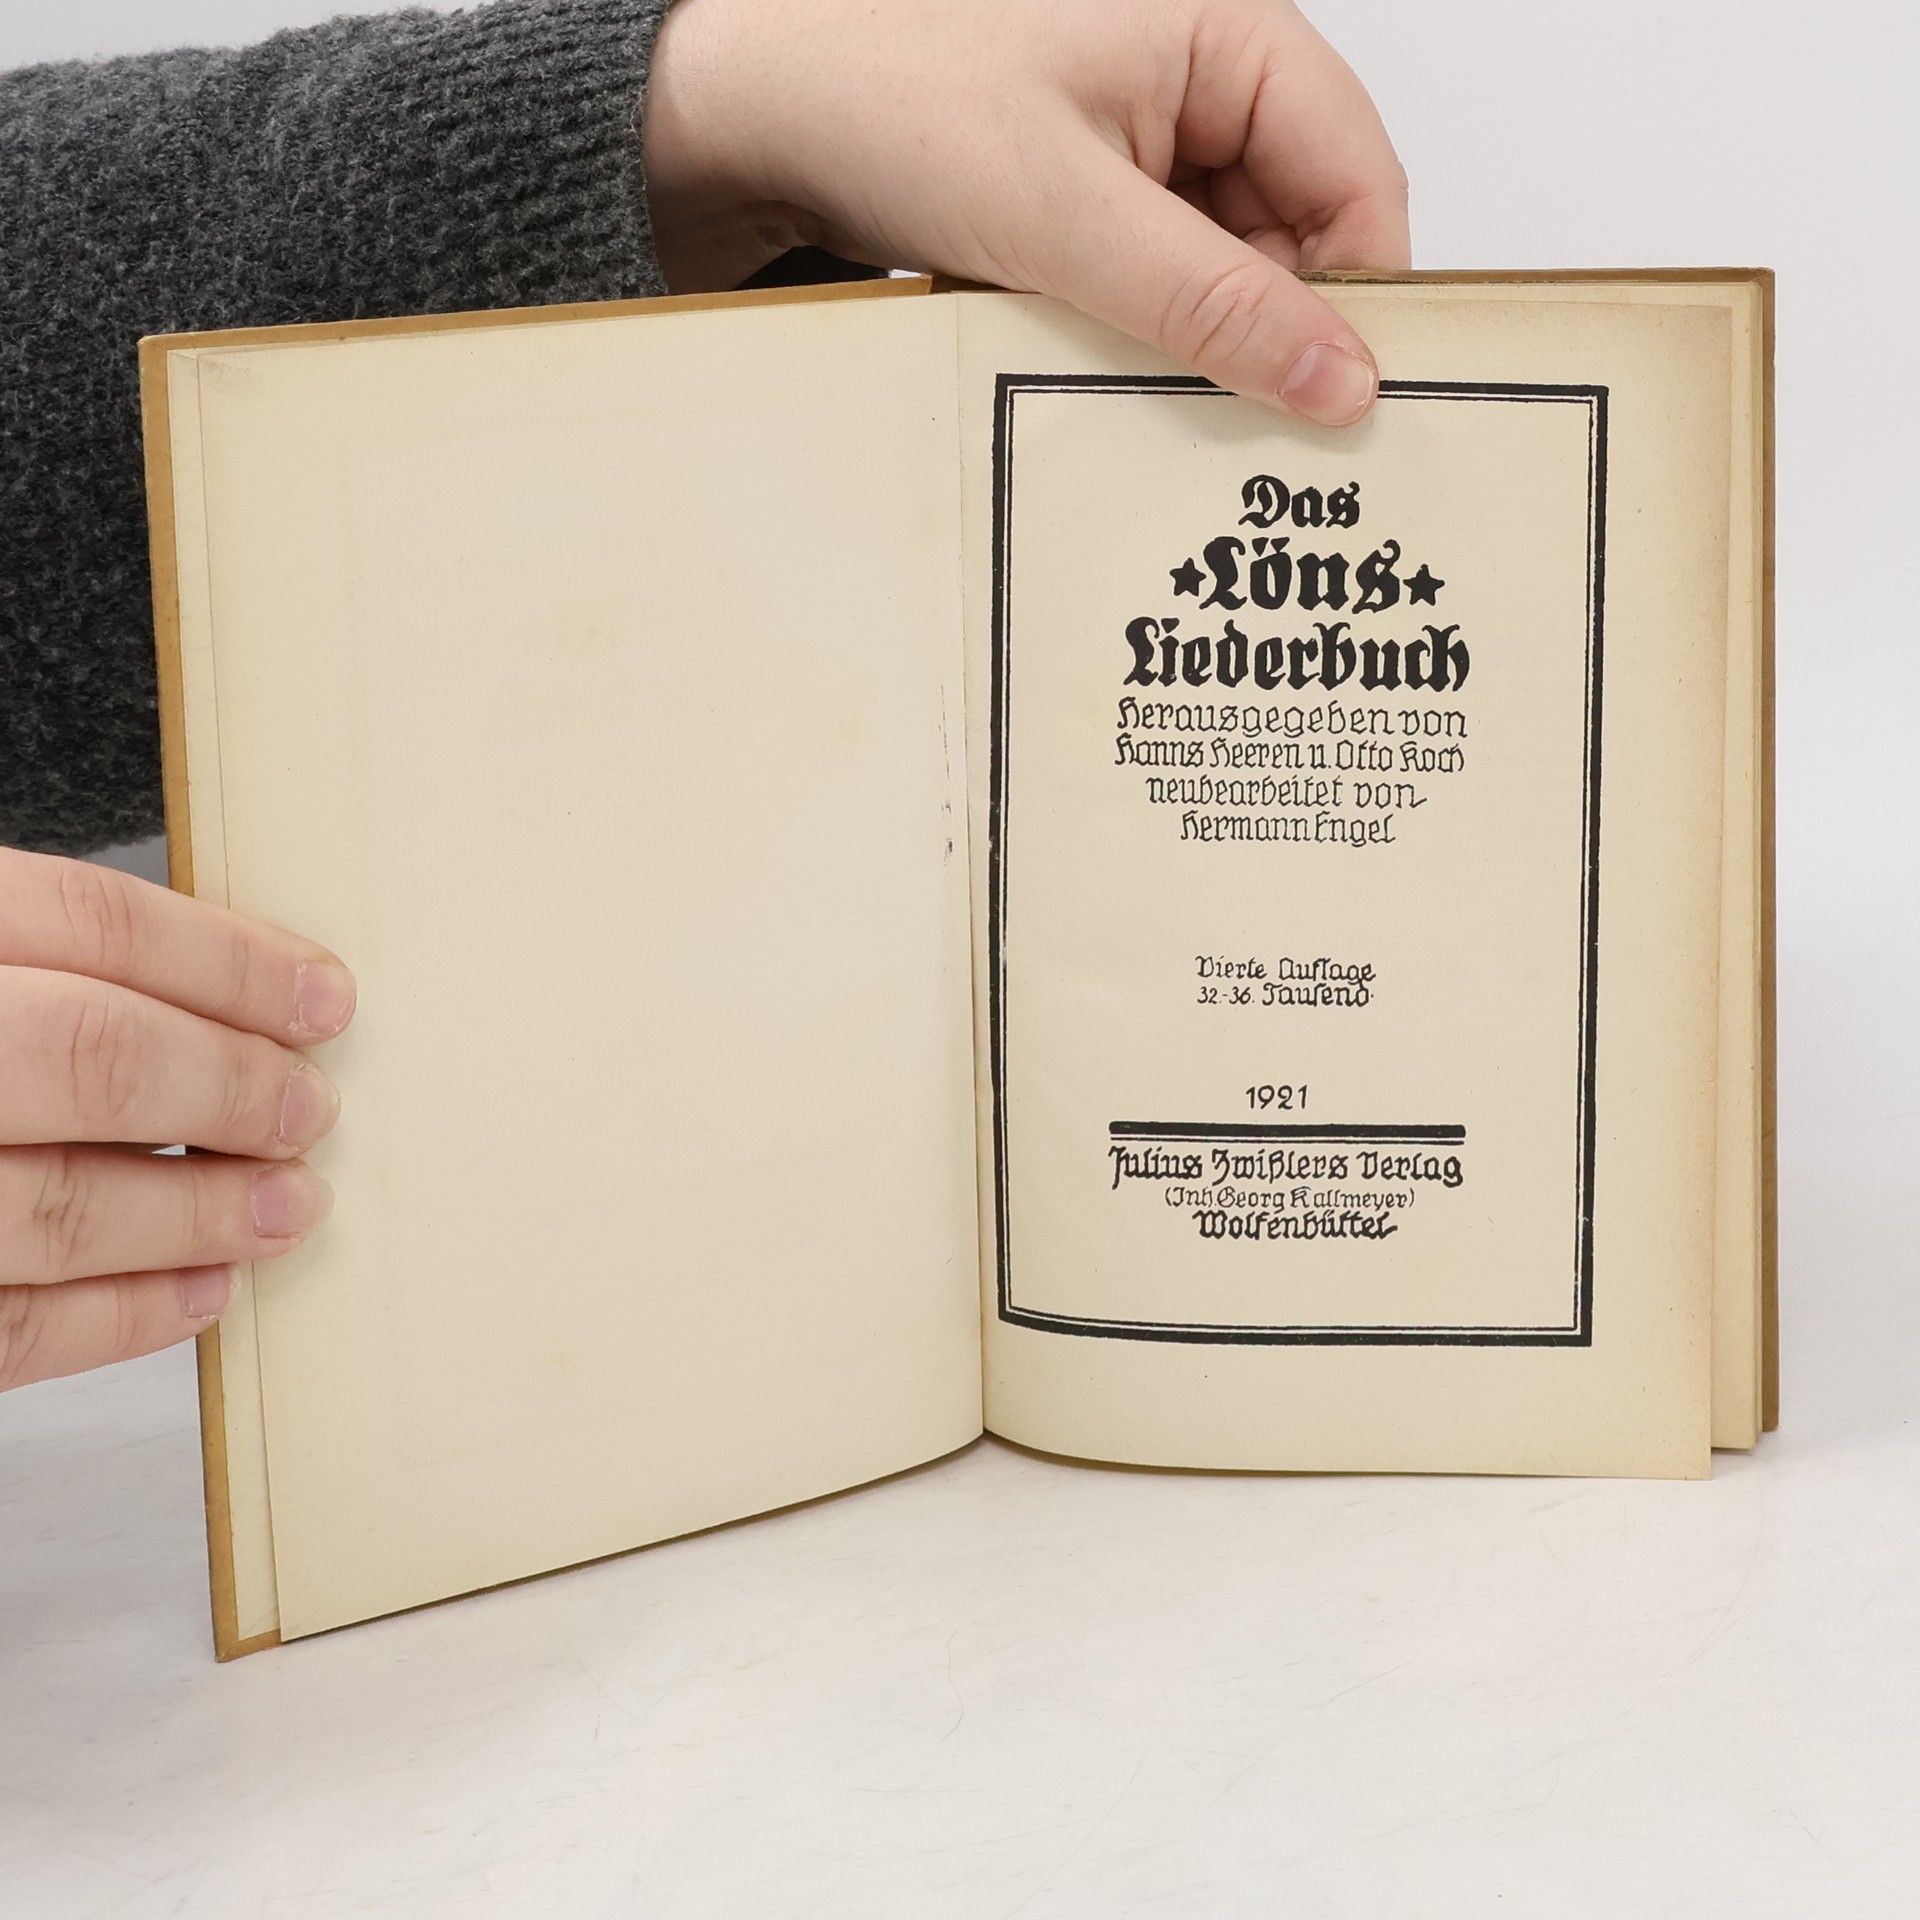 Das
★Löns★
Liederbuch
Herausgegeben von
Hanns Heeren u. Otto Koch
neubearbeitet von
Hermann Engel
Vierte Auflage
32.-36. Tausend.
1921
Julius Zwißlers Verlag
(Inh. Georg Kallmeyer)
Wolfenbüttel